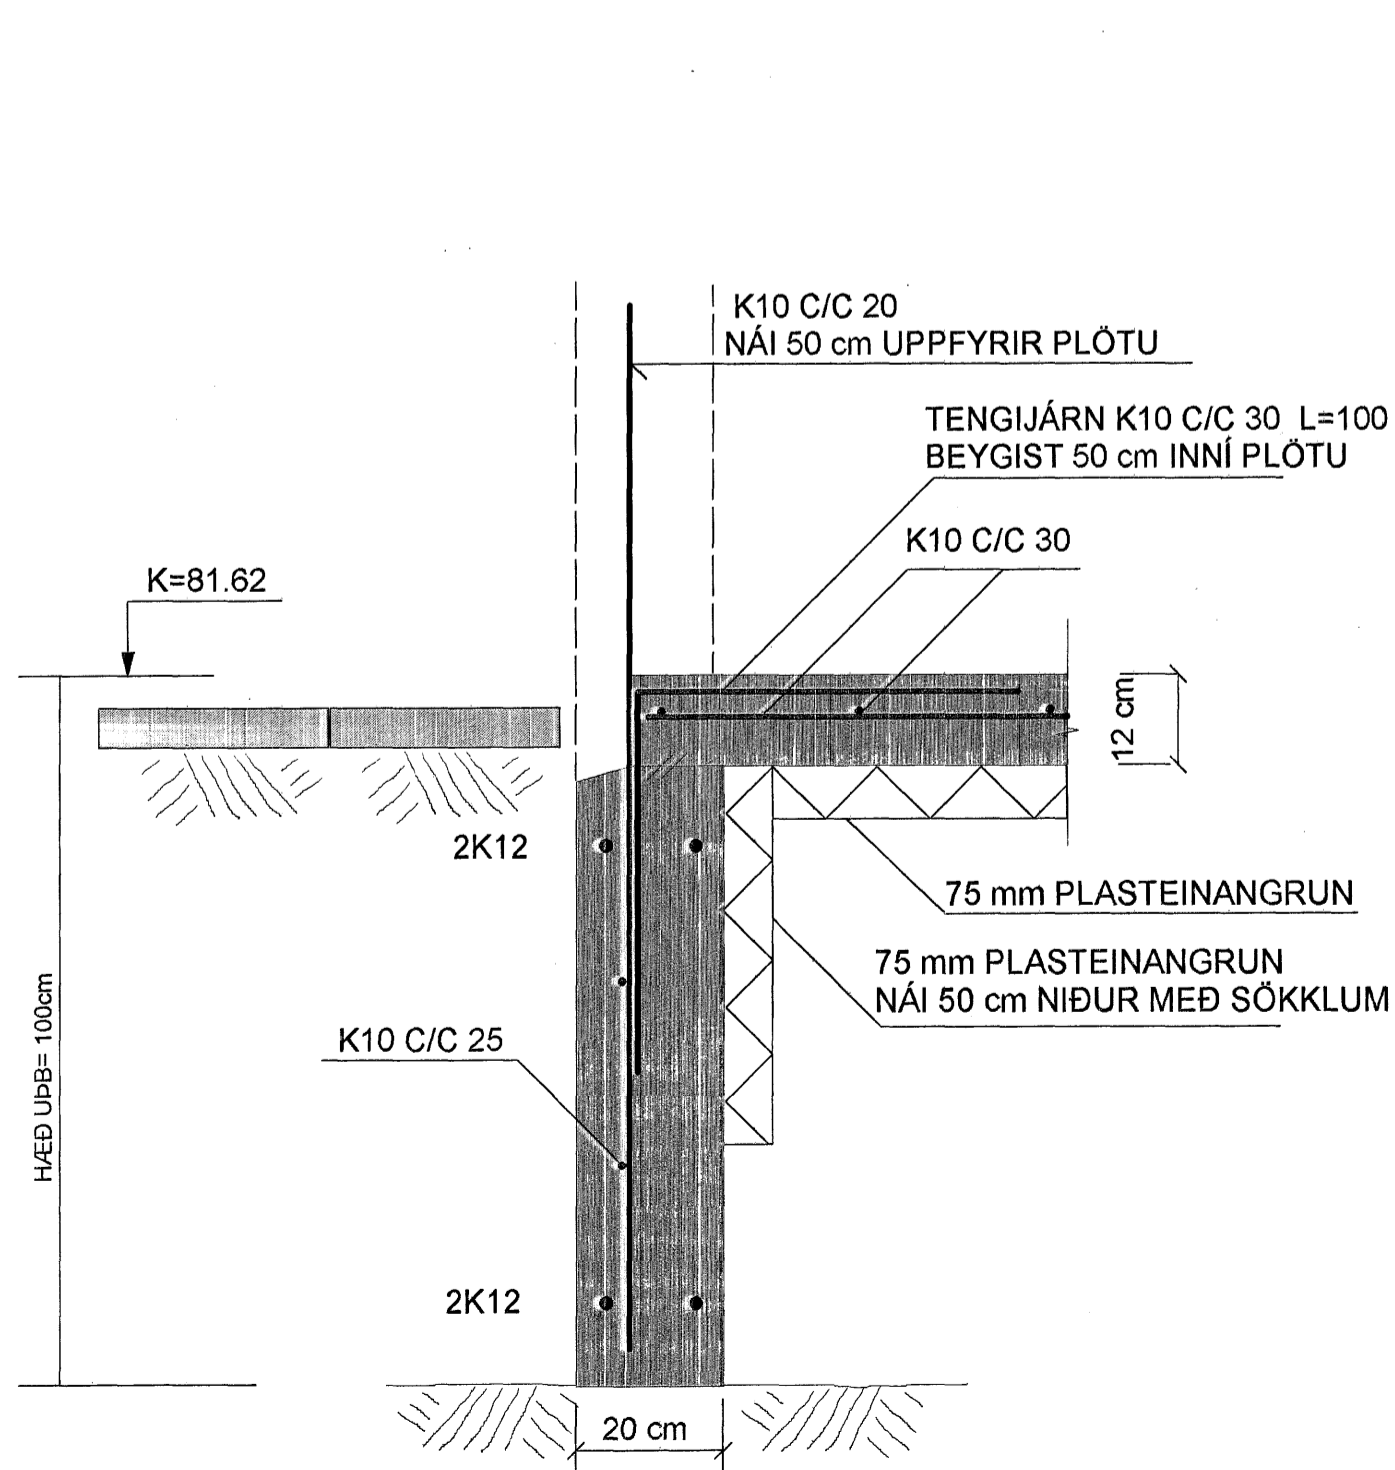 K10 C/C 20
NÁI 50 cm UPPFYRIR PLÖTU
TENGIJÁRN K10 C/C 30 L=100
BEYGIST 50 cm INNÍ PLÖTU
K10 C/C 30
K=81.62
12 cm
2K12
75 mm PLASTEINANGRUN
75 mm PLASTEINANGRUN
NÁI 50 cm NIÐUR MEÐ SÖKKLUM
K10 C/C 25
HÆÐ UÞB= 100cm
2K12
20 cm